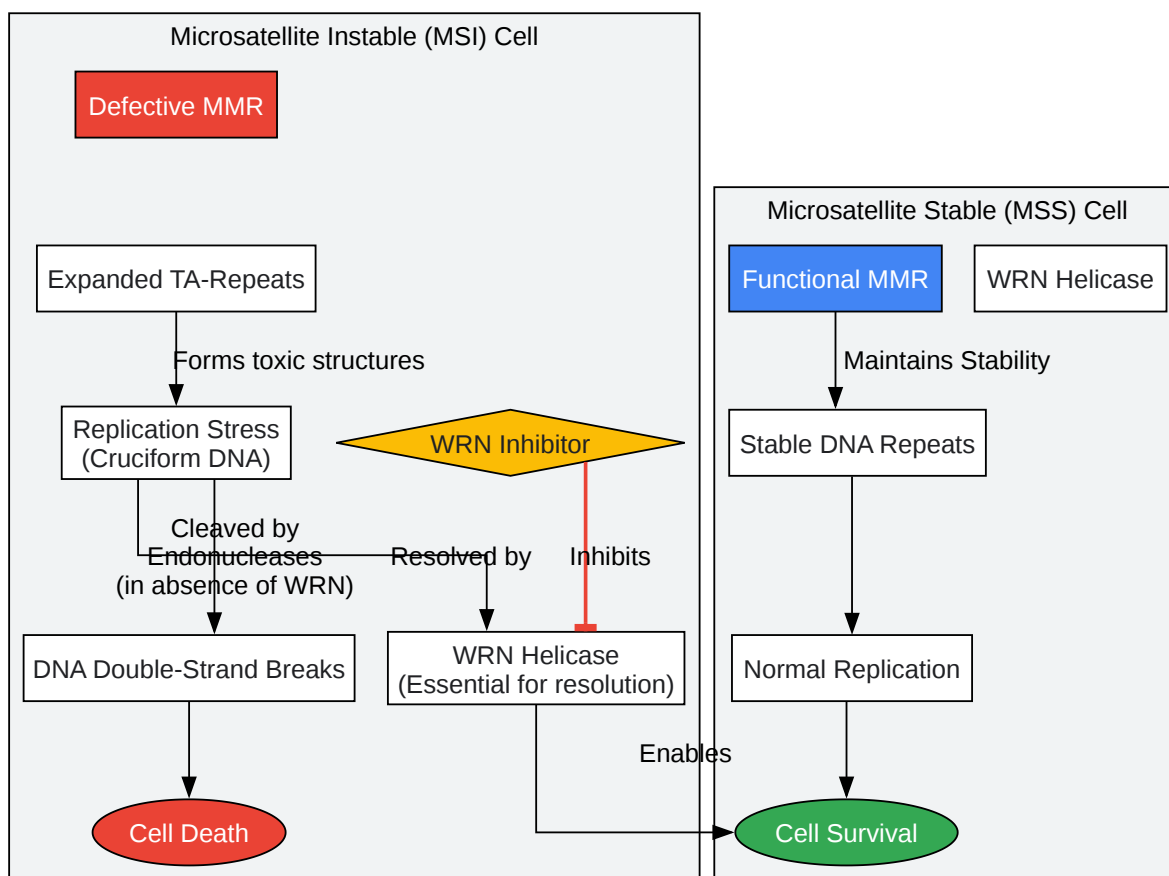 Microsatellite Instable (MSI) Cell
Defective MMR
Expanded TA-Repeats
Forms toxic structures
Replication Stress
(Cruciform DNA)
WRN Inhibitor
Cleaved by
Endonucleases
(in absence of WRN)
Resolved by
Inhibits
DNA Double-Strand Breaks
WRN Helicase
(Essential for resolution)
Enables
Cell Death
Microsatellite Stable (MSS) Cell
Functional MMR
WRN Helicase
Maintains Stability
Stable DNA Repeats
Normal Replication
Cell Survival